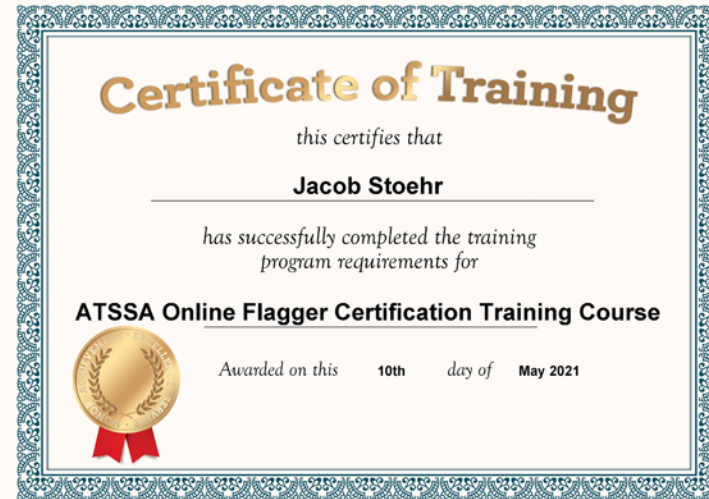 Certificate of Training
this certifies that
Jacob Stoehr
has successfully completed the training
program requirements for
ATSSA Online Flagger Certification Training Course
Awarded on this 10th day of May 2021